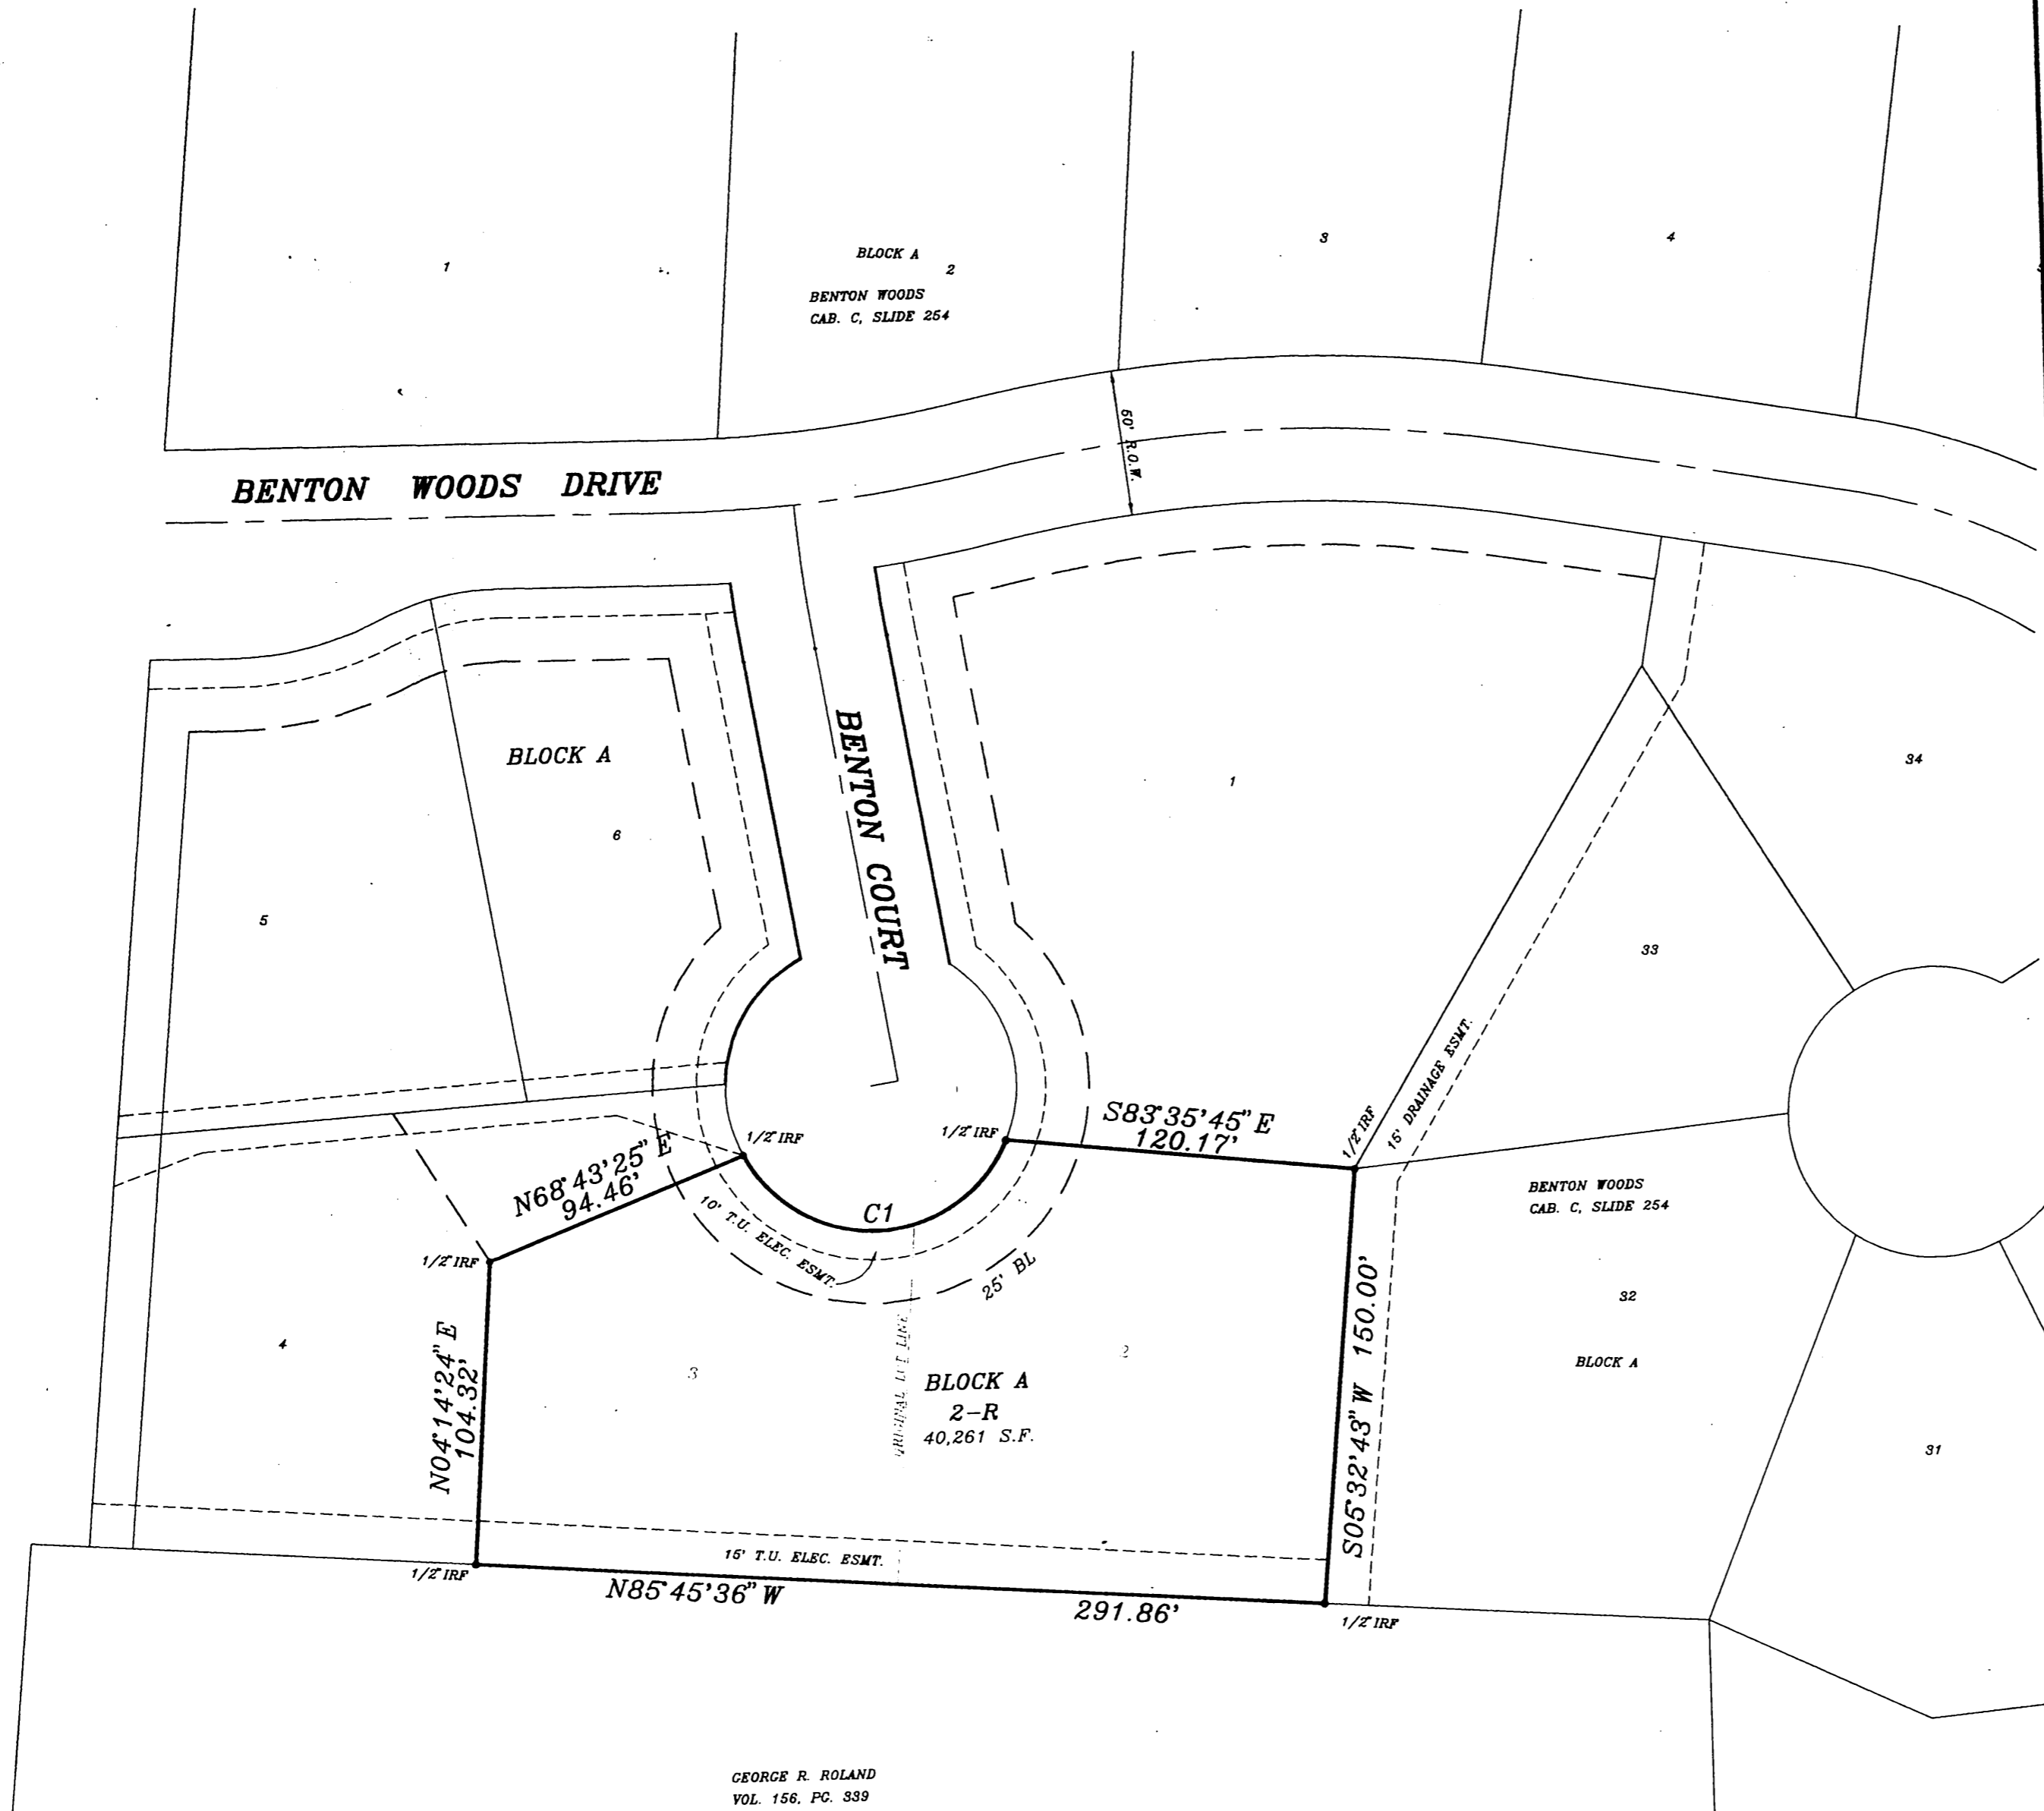 1
BLOCK A
2
BENTON WOODS
CAB. C, SLIDE 254
3
4
60' R.O.W.
BENTON WOODS DRIVE
BLOCK A
6
5
BENTON COURT
1
34
33
15' DRAINAGE ESMT.
1/2" IRF
1/2" IRF
1/2" IRF
S83°35'45" E
120.17'
N68°43'25" E
94.46'
C1
10' T.U. ELEC. ESMT.
25' BL
1/2" IRF
BENTON WOODS
CAB. C, SLIDE 254
32
BLOCK A
31
4
N04°14'24" E
104.32'
3
ORIGINAL LOT LINE
2
BLOCK A
2-R
40,261 S.F.
S05°32'43" W 150.00'
15' T.U. ELEC. ESMT.
1/2" IRF
N85°45'36" W
291.86'
1/2" IRF
GEORGE R. ROLAND
VOL. 156, PG. 339